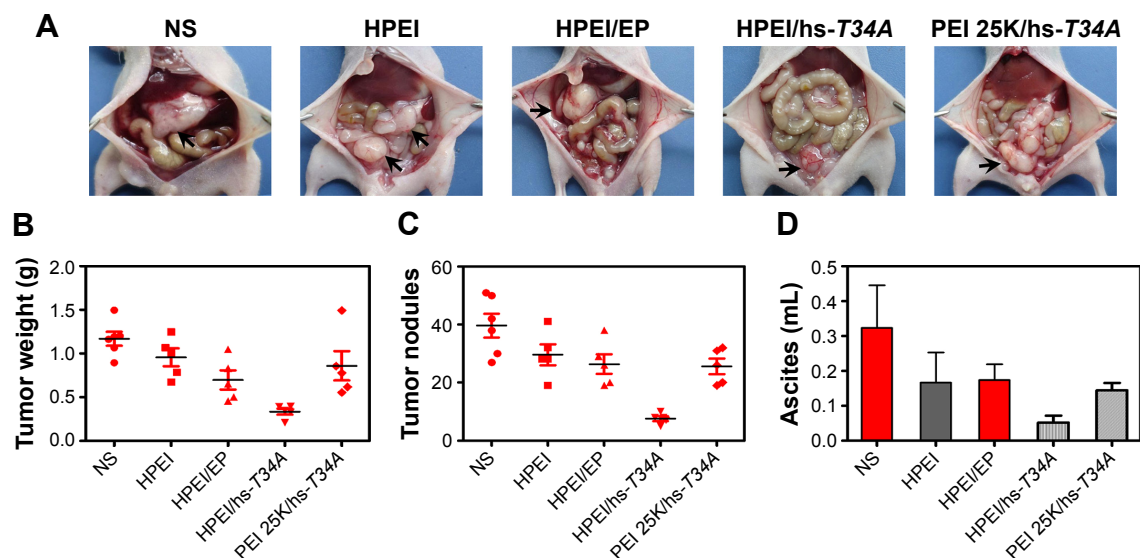 A
NS
HPEI
HPEI/EP
HPEI/hs-T34A
PEI 25K/hs-T34A
B
Tumor weight (g)
2.0
1.5
1.0
0.5
0.0
NS
HPEI
HPEI/EP
HPEI/hs-T34A
PEI 25K/hs-T34A
C
Tumor nodules
60
40
20
0
NS
HPEI
HPEI/EP
HPEI/hs-T34A
PEI 25K/hs-T34A
D
Ascites (mL)
0.5
0.4
0.3
0.2
0.1
0.0
NS
HPEI
HPEI/EP
HPEI/hs-T34A
PEI 25K/hs-T34A